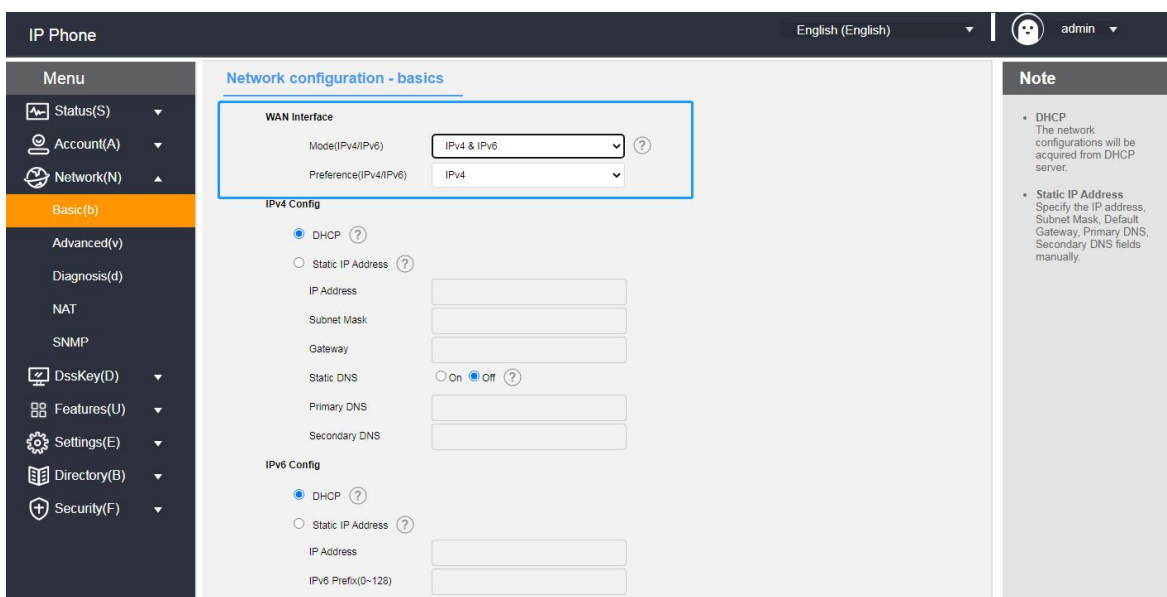 IP Phone
English (English)
admin
Menu
Status(S)
Account(A)
Network(N)
Basic(b)
Advanced(v)
Diagnosis(d)
NAT
SNMP
DssKey(D)
Features(U)
Settings(E)
Directory(B)
Security(F)
Network configuration - basics
WAN Interface
Mode(IPv4/IPv6) IPv4 & IPv6 ?
Preference(IPv4/IPv6) IPv4
IPv4 Config
DHCP ?
Static IP Address ?
IP Address
Subnet Mask
Gateway
Static DNS On Off ?
Primary DNS
Secondary DNS
IPv6 Config
DHCP ?
Static IP Address ?
IP Address
IPv6 Prefix(0~128)
Note
• DHCP
The network
configurations will be
acquired from DHCP
server.
• Static IP Address
Specify the IP address,
Subnet Mask, Default
Gateway, Primary DNS,
Secondary DNS fields
manually.